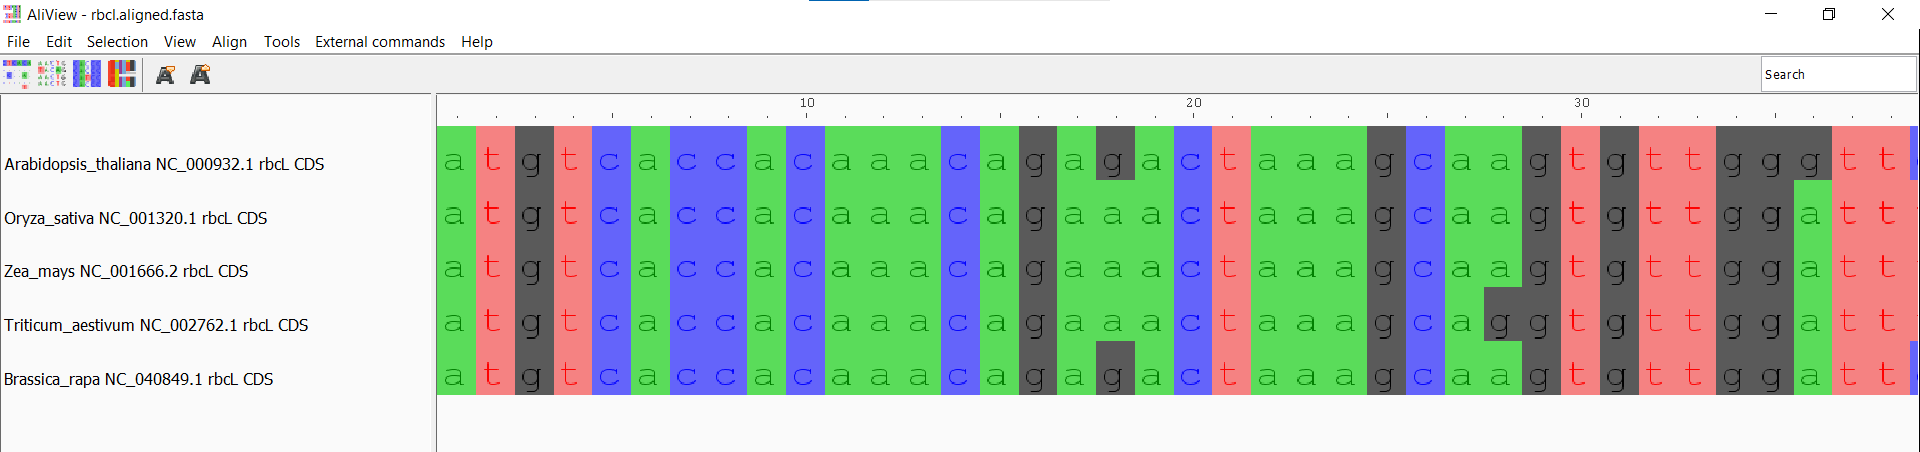 AliView - rbcl.aligned.fasta
File Edit Selection View Align Tools External commands Help
Search
10 20 30
Arabidopsis_thaliana NC_000932.1 rbcL CDS a t g t c a c c a c a a a c a g a g a c t a a a g c a a g t g t t g g g t t
Oryza_sativa NC_001320.1 rbcL CDS a t g t c a c c a c a a a c a g a a a c t a a a g c a a g t g t t g g a t t
Zea_mays NC_001666.2 rbcL CDS a t g t c a c c a c a a a c a g a a a c t a a a g c a a g t g t t g g a t t
Triticum_aestivum NC_002762.1 rbcL CDS a t g t c a c c a c a a a c a g a a a c t a a a g c a g g t g t t g g a t t
Brassica_rapa NC_040849.1 rbcL CDS a t g t c a c c a c a a a c a g a g a c t a a a g c a a g t g t t g g a t t